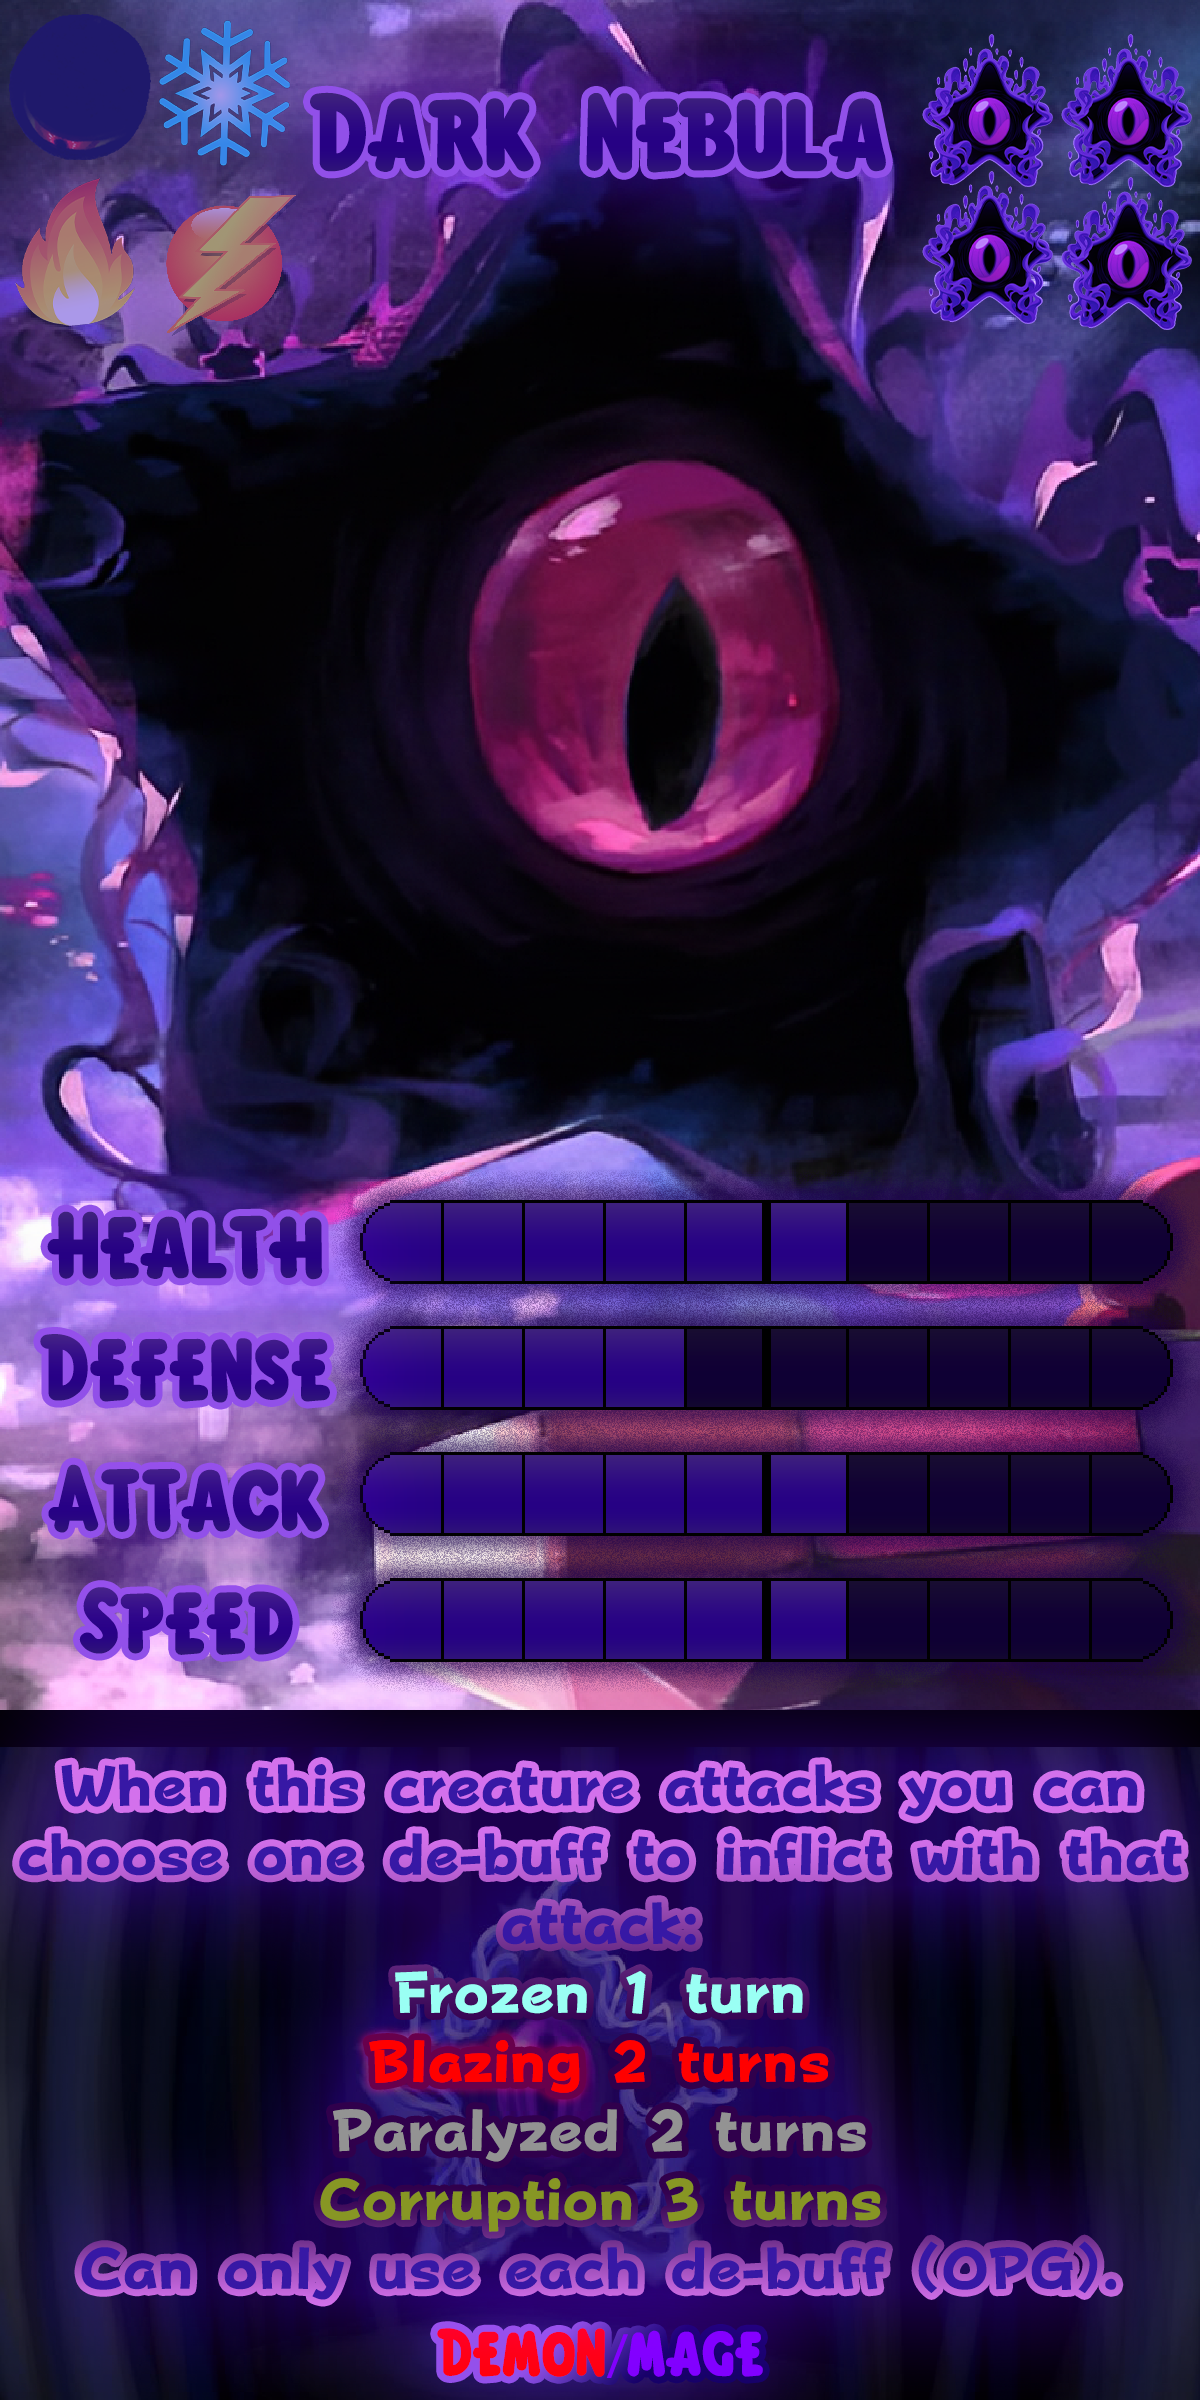 Dark Nebula
Health
Defense
Attack
Speed
When this creature attacks you can
choose one de-buff to inflict with that
attack:
Frozen 1 turn
Blazing 2 turns
Paralyzed 2 turns
Corruption 3 turns
Can only use each de-buff (OPG).
DEMON/MAGE